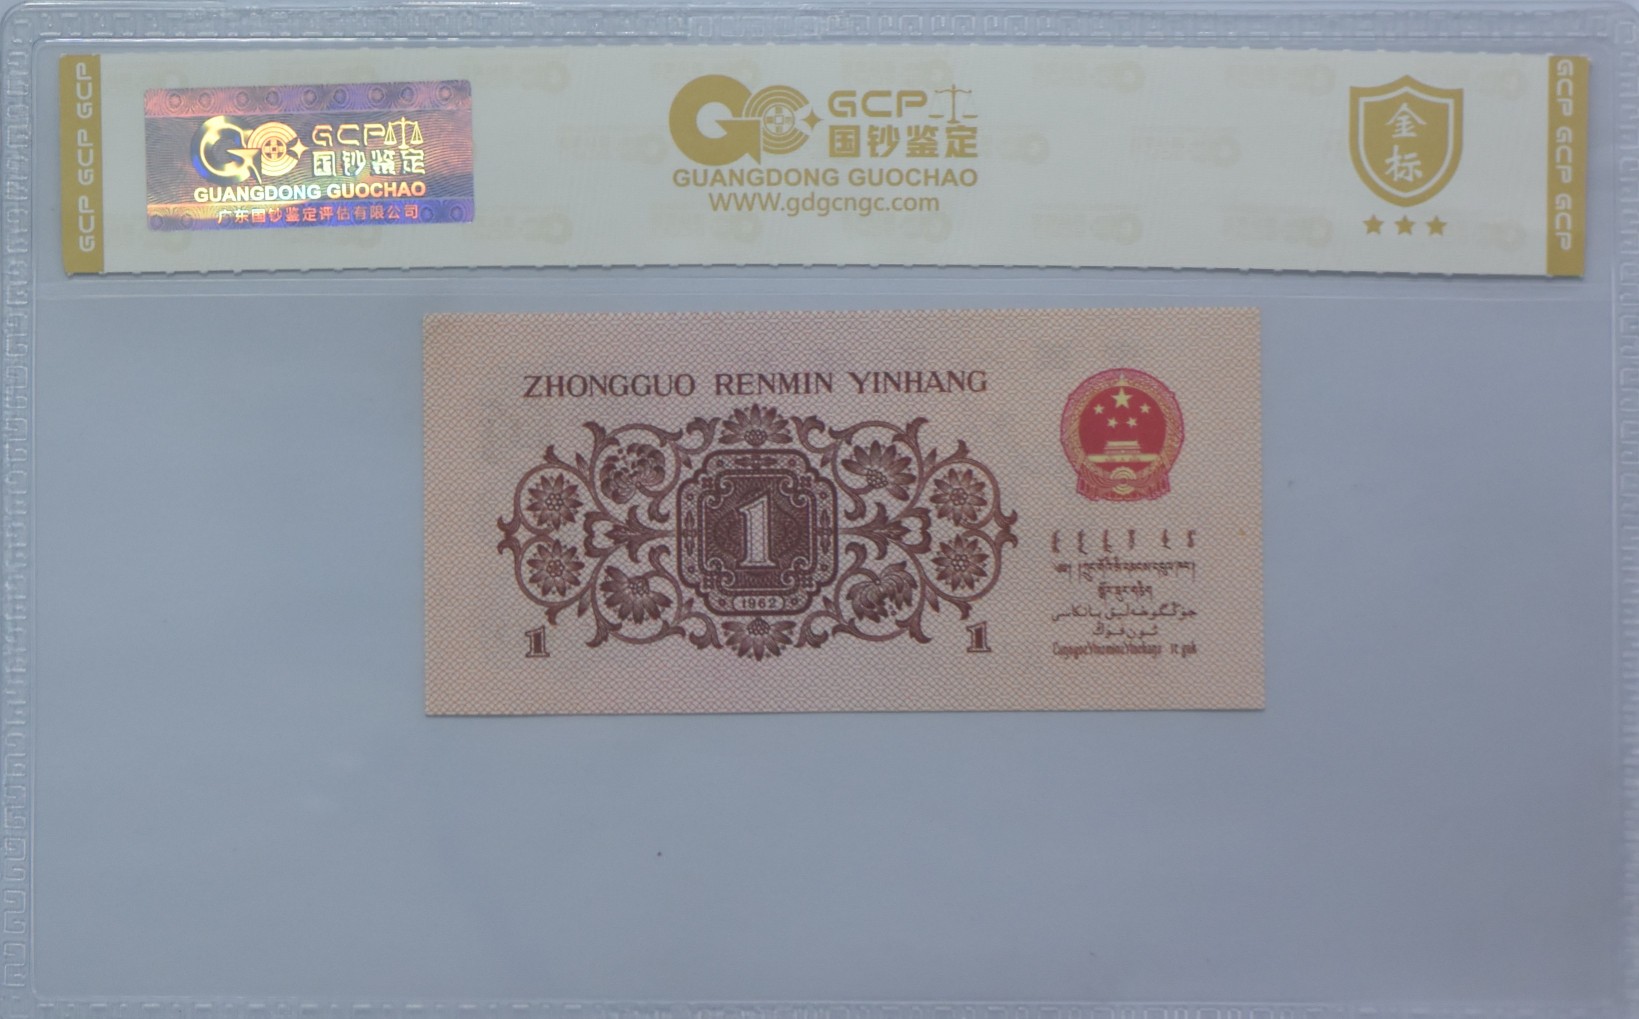 GCP GCP GCP
GCP
国钞鉴定
GUANGDONG GUOCHAO
广东国钞鉴定评估有限公司
GCP
国钞鉴定
GUANGDONG GUOCHAO
WWW.gdgcngc.com
金
标
GCP GCP GCP
ZHONGGUO RENMIN YINHANG
1
(1962)
1
1